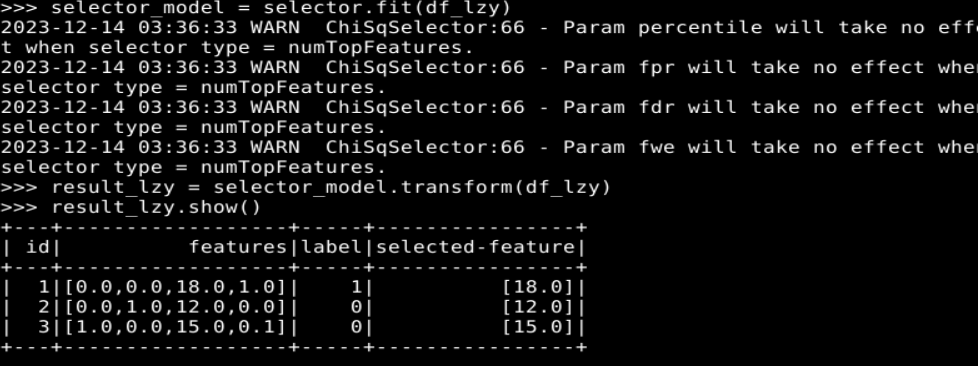 >>> selector_model = selector.fit(df_lzy)
2023-12-14 03:36:33 WARN  ChiSqSelector:66 - Param percentile will take no effe
t when selector type = numTopFeatures.
2023-12-14 03:36:33 WARN  ChiSqSelector:66 - Param fpr will take no effect when
selector type = numTopFeatures.
2023-12-14 03:36:33 WARN  ChiSqSelector:66 - Param fdr will take no effect when
selector type = numTopFeatures.
2023-12-14 03:36:33 WARN  ChiSqSelector:66 - Param fwe will take no effect when
selector type = numTopFeatures.
>>> result_lzy = selector_model.transform(df_lzy)
>>> result_lzy.show()
+---+------------------+-----+----------------+
| id|          features|label|selected-feature|
+---+------------------+-----+----------------+
|  1|[0.0,0.0,18.0,1.0]|    1|          [18.0]|
|  2|[0.0,1.0,12.0,0.0]|    0|          [12.0]|
|  3|[1.0,0.0,15.0,0.1]|    0|          [15.0]|
+---+------------------+-----+----------------+